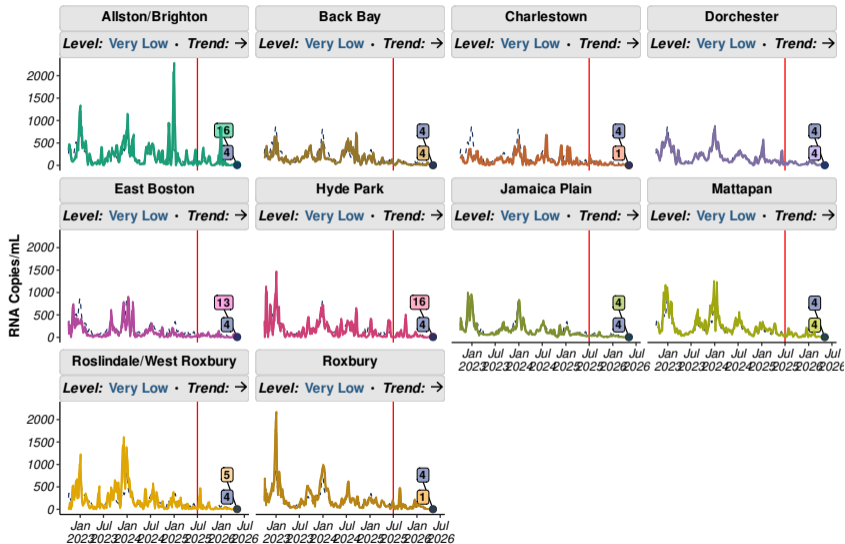 Allston/Brighton Back Bay Charlestown Dorchester
Level: Very Low · Trend: → Level: Very Low · Trend: → Level: Very Low · Trend: → Level: Very Low · Trend: →
2000
1500
1000
500
0
16 4 4 4
4 4 1 4
East Boston Hyde Park Jamaica Plain Mattapan
Level: Very Low · Trend: → Level: Very Low · Trend: → Level: Very Low · Trend: → Level: Very Low · Trend: →
RNA Copies/mL
2000
1500
1000
500
0
13 16 4 4
4 4 4 4
Jan Jul Jan Jul Jan Jul Jan Jul Jan Jul Jan Jul Jan Jul Jan Jul
2023 2023 2024 2024 2025 2025 2026 2026 2023 2023 2024 2024 2025 2025 2026 2026
Roslindale/West Roxbury Roxbury
Level: Very Low · Trend: → Level: Very Low · Trend: →
2000
1500
1000
500
0
5 4
4 1
Jan Jul Jan Jul Jan Jul Jan Jul Jan Jul Jan Jul Jan Jul Jan Jul
2023 2023 2024 2024 2025 2025 2026 2026 2023 2023 2024 2024 2025 2025 2026 2026